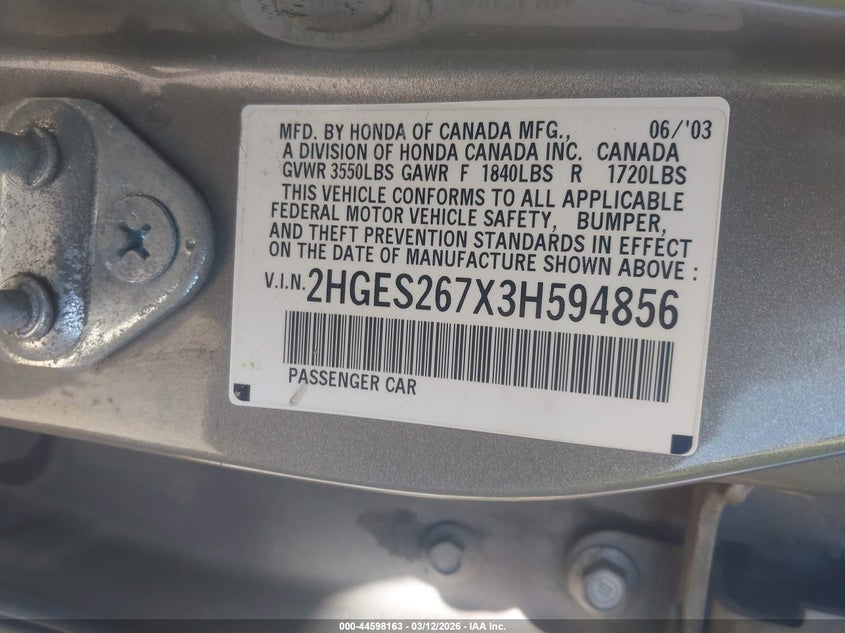 MFD. BY HONDA OF CANADA MFG., 06/'03
A DIVISION OF HONDA CANADA INC. CANADA
GVWR 3550LBS GAWR F 1840LBS R 1720LBS
THIS VEHICLE CONFORMS TO ALL APPLICABLE
FEDERAL MOTOR VEHICLE SAFETY, BUMPER,
AND THEFT PREVENTION STANDARDS IN EFFECT
ON THE DATE OF MANUFACTURE SHOWN ABOVE :
V.I.N. 2HGES267X3H594856
PASSENGER CAR
000-44598163 - 03/12/2026 - IAA Inc.